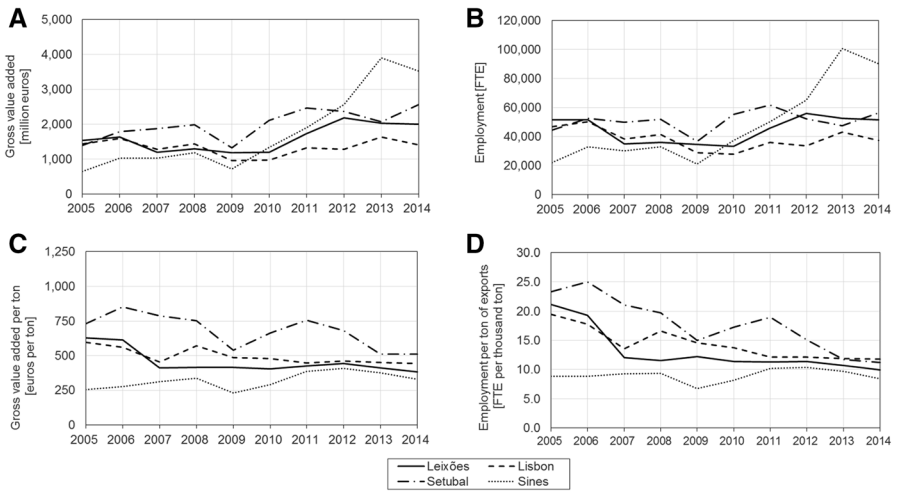 A
Gross value added
[million euros]
5,000
4,000
3,000
2,000
1,000
0
2005 2006 2007 2008 2009 2010 2011 2012 2013 2014
B
Employment [FTE]
120,000
100,000
80,000
60,000
40,000
20,000
0
2005 2006 2007 2008 2009 2010 2011 2012 2013 2014
C
Gross value added per ton
[euros per ton]
1,250
1,000
750
500
250
0
2005 2006 2007 2008 2009 2010 2011 2012 2013 2014
D
Employment per ton of exports
[FTE per thousand ton]
30.0
25.0
20.0
15.0
10.0
5.0
0.0
2005 2006 2007 2008 2009 2010 2011 2012 2013 2014
Leixões Lisbon
Setubal Sines